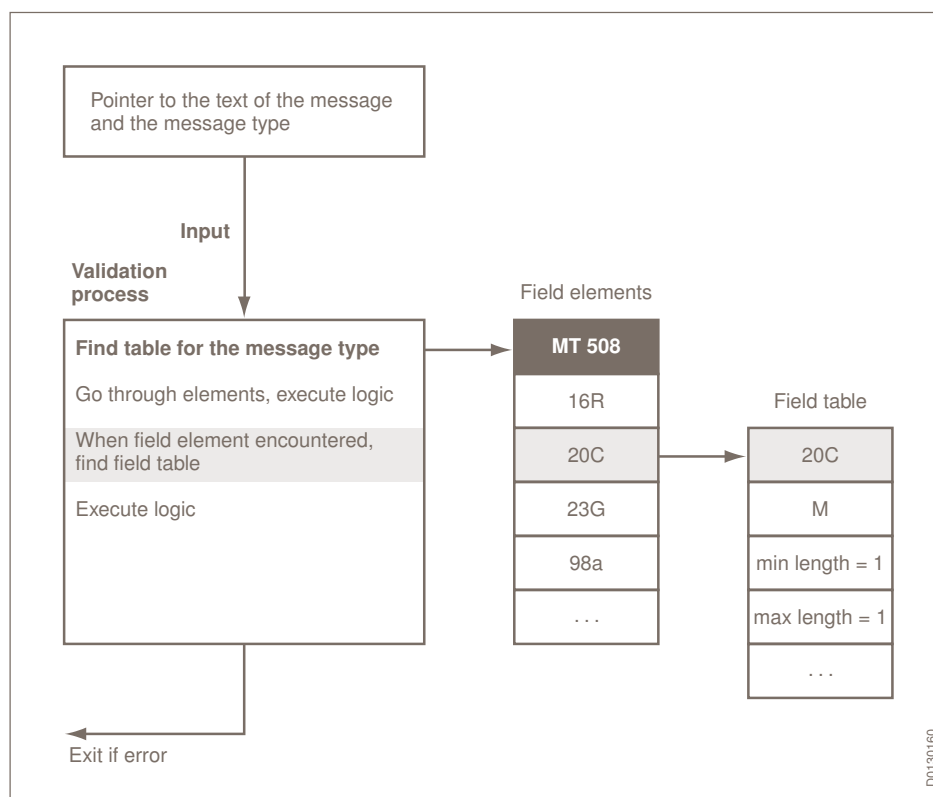 Pointer to the text of the message
and the message type
Input
Validation
process
Find table for the message type
Go through elements, execute logic
When field element encountered,
find field table
Execute logic
Exit if error
Field elements
MT 508
16R
20C
23G
98a
. . .
Field table
20C
M
min length = 1
max length = 1
. . .
D0130160